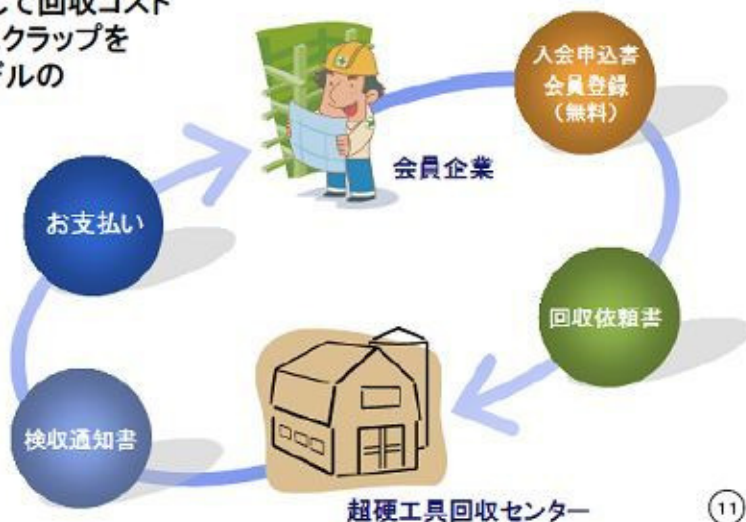 して回収コスト
クラップを
デルの
入会申込書
会員登録
（無料）
会員企業
お支払い
回収依頼書
検収通知書
超硬工具回収センター
11